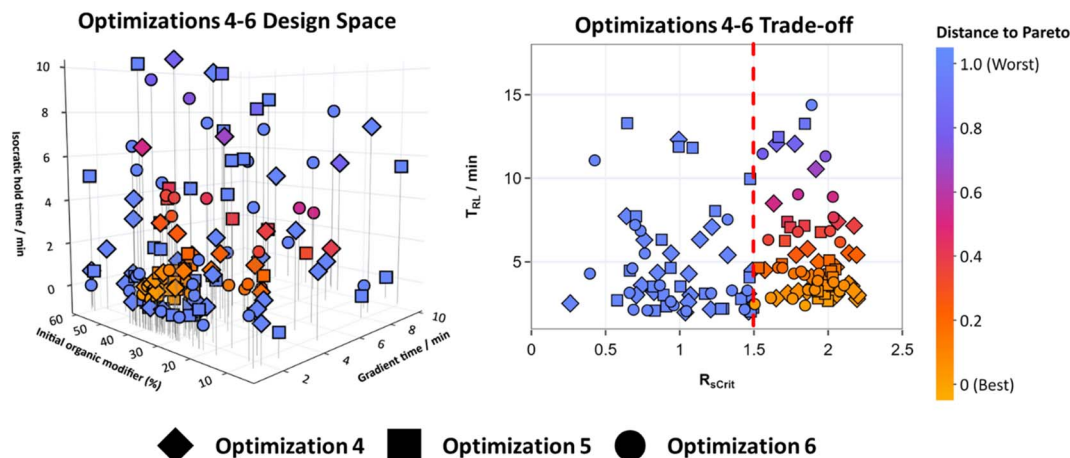 Optimizations 4-6 Design Space
Optimizations 4-6 Trade-off
Distance to Pareto
10
8
6
4
2
0
Isocratic hold time / min
60
50
40
30
20
10
Initial organic modifier (%)
2
4
6
8
10
Gradient time / min
15
10
5
T_RL / min
0
0.5
1
1.5
2
2.5
R_sCrit
1.0 (Worst)
0.8
0.6
0.4
0.2
0 (Best)
Optimization 4
Optimization 5
Optimization 6